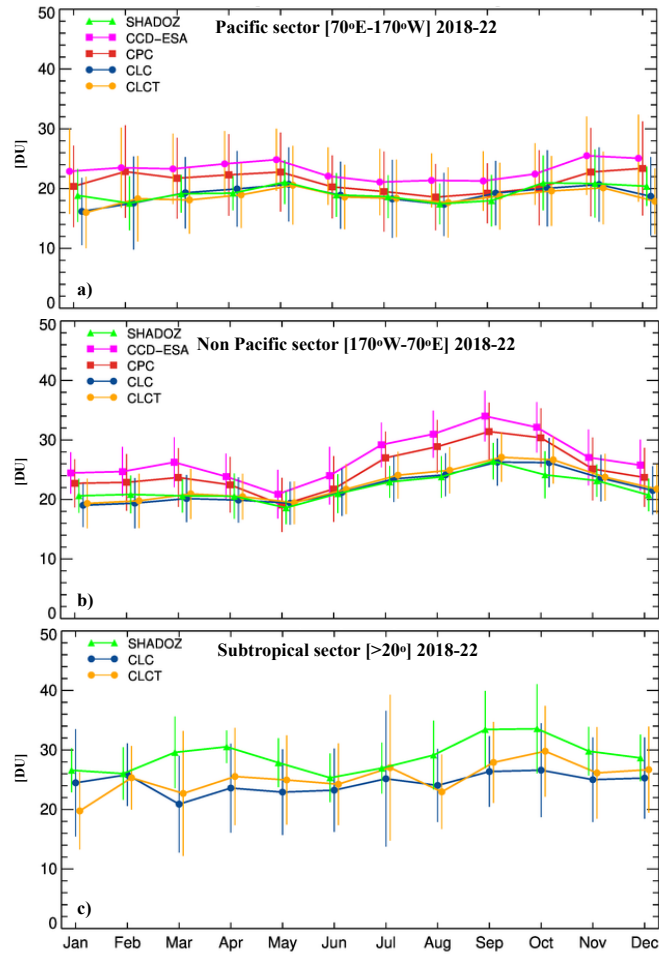 Pacific sector [70ºE-170ºW] 2018-22
SHADOZ
CCD-ESA
CPC
CLC
CLCT
50
40
30
20
10
0
[DU]
a)
Non Pacific sector [170ºW-70ºE] 2018-22
SHADOZ
CCD-ESA
CPC
CLC
CLCT
50
40
30
20
10
0
[DU]
b)
Subtropical sector [>20º] 2018-22
SHADOZ
CLC
CLCT
50
40
30
20
10
0
[DU]
c)
Jan Feb Mar Apr May Jun Jul Aug Sep Oct Nov Dec